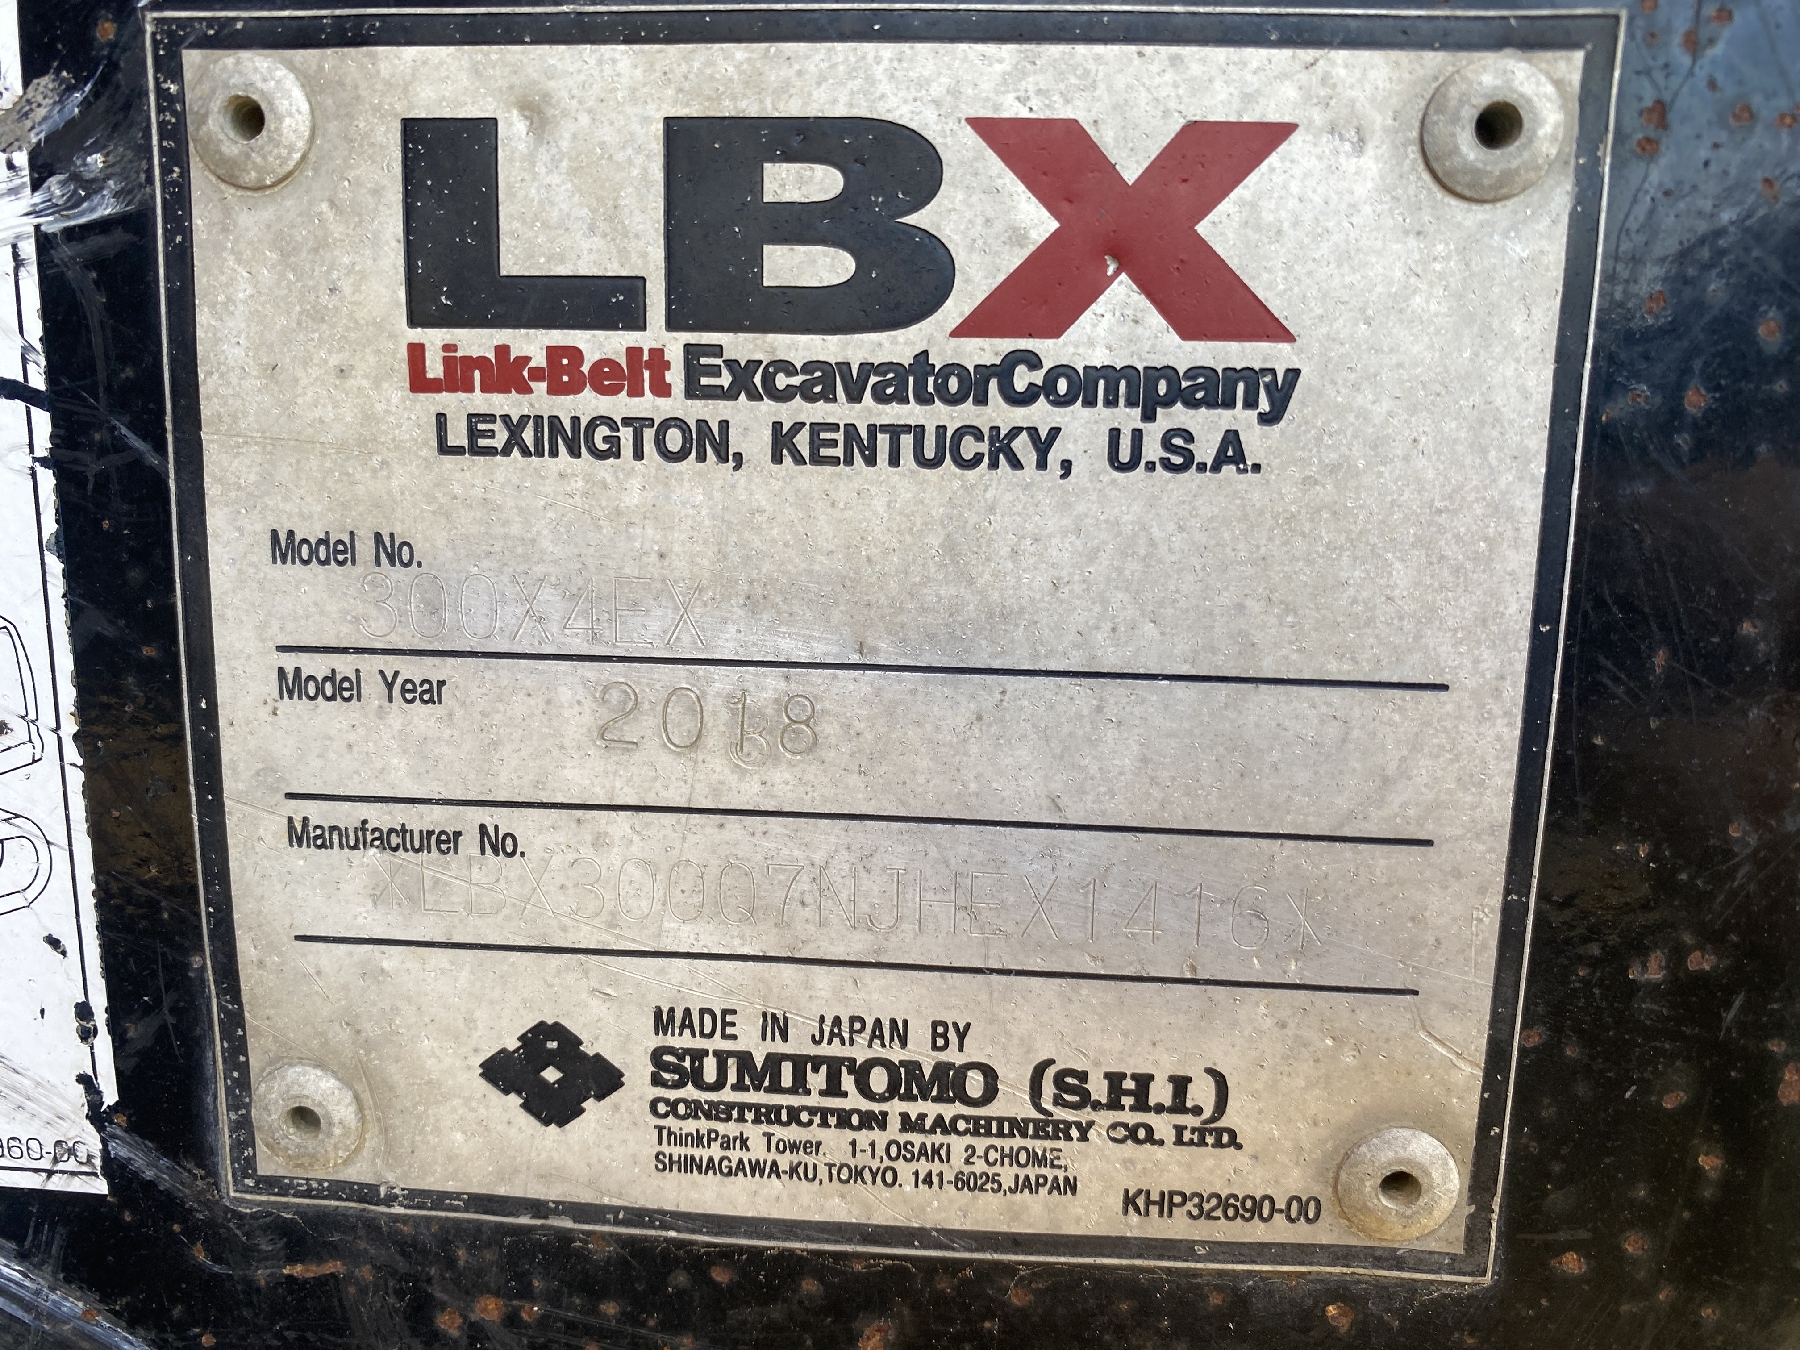 LBX
Link-Belt ExcavatorCompany
LEXINGTON, KENTUCKY, U.S.A.
Model No.
300X4EX
Model Year
2018
Manufacturer No.
XLBX300Q7NJHEX1416X
MADE IN JAPAN BY
SUMITOMO (S.H.I.)
CONSTRUCTION MACHINERY CO. LTD.
ThinkPark Tower. 1-1,OSAKI 2-CHOME,
SHINAGAWA-KU,TOKYO. 141-6025,JAPAN
KHP32690-00